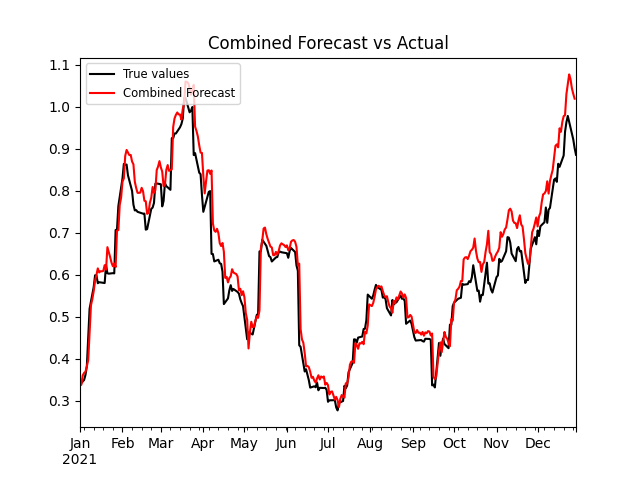 Combined Forecast vs Actual
True values
Combined Forecast
1.1
1.0
0.9
0.8
0.7
0.6
0.5
0.4
0.3
Jan Feb Mar Apr May Jun Jul Aug Sep Oct Nov Dec
2021